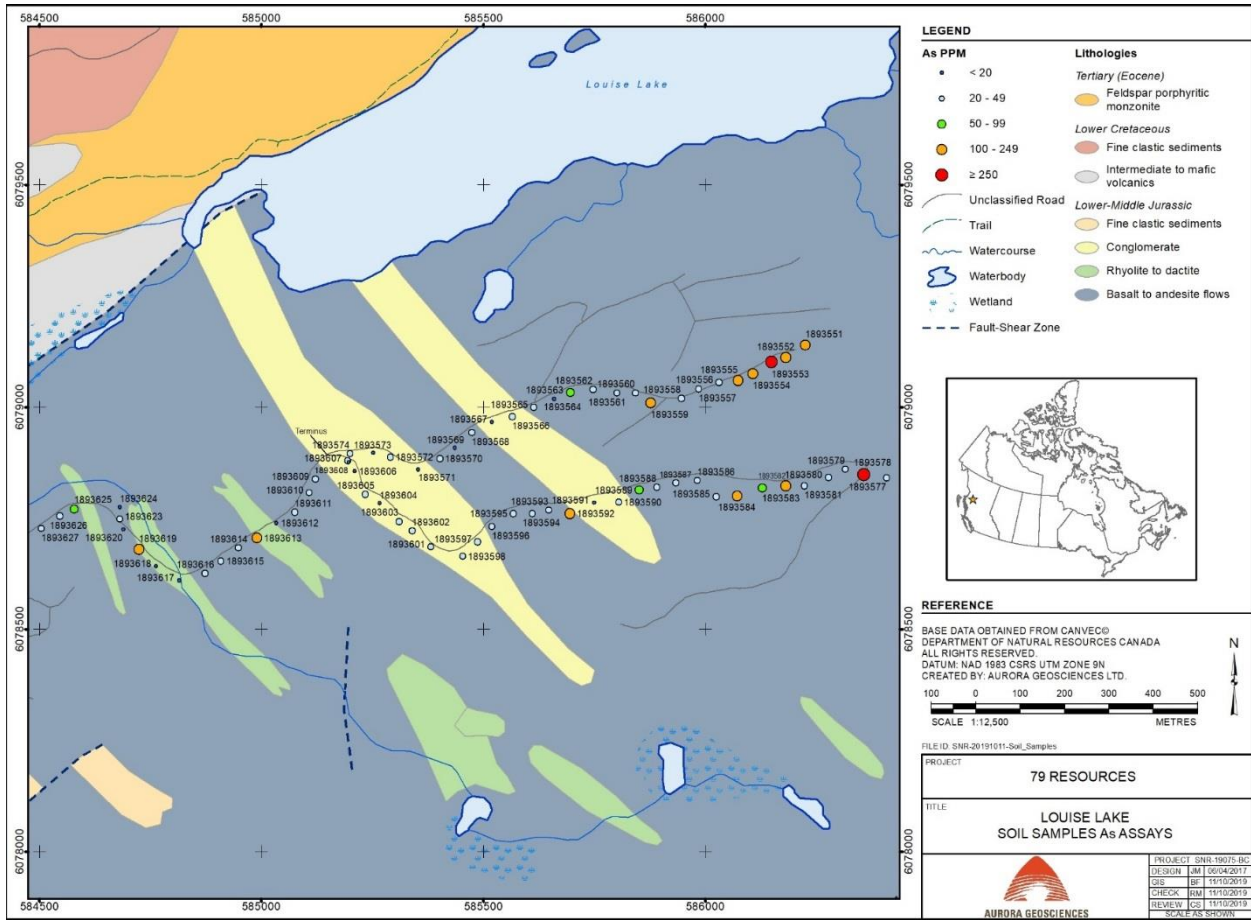 584500
585000
585500
586000
6079500
6079000
6078500
6078000
6079500
6079000
6078500
6078000
Louise Lake
Terminus
1893551
1893552
1893553
1893554
1893555
1893556
1893557
1893558
1893559
1893560
1893561
1893562
1893563
1893564
1893565
1893566
1893567
1893568
1893569
1893570
1893571
1893572
1893573
1893574
1893607
1893608
1893606
1893605
1893604
1893603
1893602
1893601
1893597
1893598
1893595
1893596
1893593
1893594
1893591
1893592
1893589
1893590
1893588
1893587
1893586
1893585
1893584
1893582
1893583
1893580
1893581
1893579
1893578
1893577
1893609
1893610
1893611
1893612
1893613
1893614
1893615
1893616
1893617
1893618
1893619
1893620
1893623
1893624
1893625
1893626
1893627
LEGEND
As PPM
< 20
20 - 49
50 - 99
100 - 249
≥ 250
Unclassified Road
Trail
Watercourse
Waterbody
Wetland
Fault-Shear Zone
Lithologies
Tertiary (Eocene)
Feldspar porphyritic
monzonite
Lower Cretaceous
Fine clastic sediments
Intermediate to mafic
volcanics
Lower-Middle Jurassic
Fine clastic sediments
Conglomerate
Rhyolite to dactite
Basalt to andesite flows
REFERENCE
BASE DATA OBTAINED FROM CANVEC©
DEPARTMENT OF NATURAL RESOURCES CANADA
ALL RIGHTS RESERVED.
DATUM: NAD 1983 CSRS UTM ZONE 9N
CREATED BY: AURORA GEOSCIENCES LTD.
N
100 0 100 200 300 400 500
SCALE 1:12,500 METRES
FILE ID: SNR-20191011-Soil_Samples
PROJECT
79 RESOURCES
TITLE
LOUISE LAKE
SOIL SAMPLES As ASSAYS
AURORA GEOSCIENCES
PROJECT SNR-19075-BC
DESIGN JM 06/04/2017
GIS BF 11/10/2019
CHECK RM 11/10/2019
REVIEW CS 11/10/2019
SCALE AS SHOWN